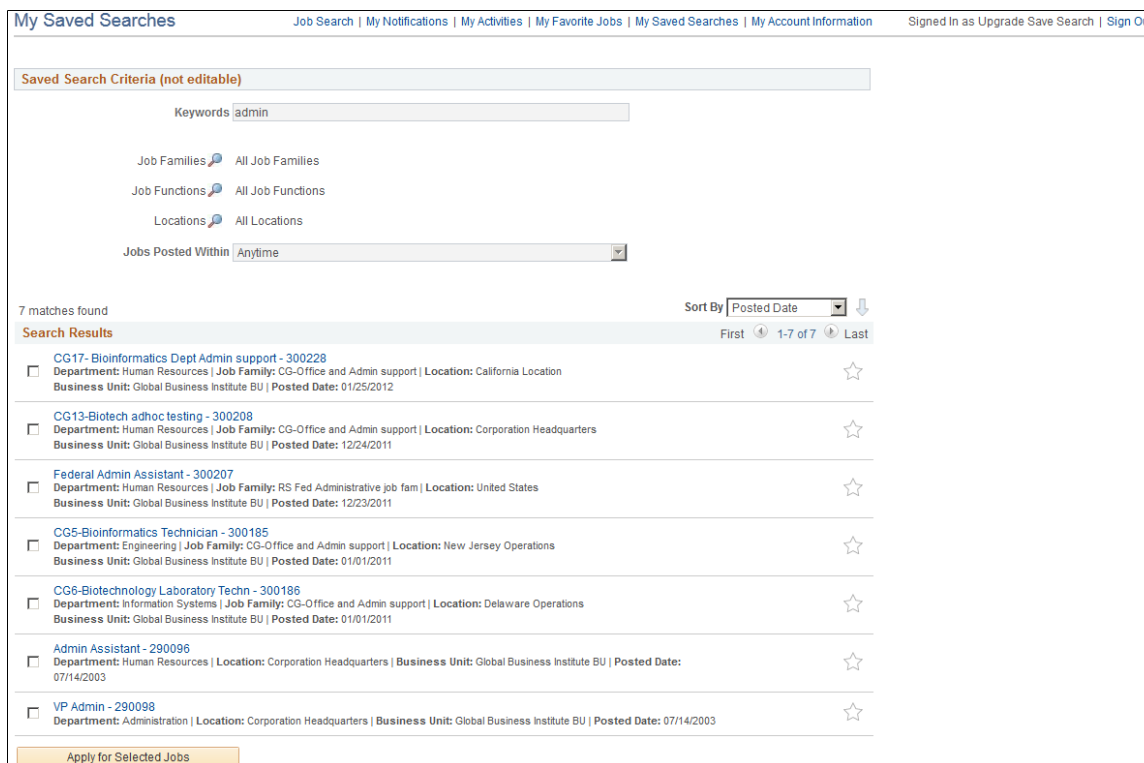 My Saved Searches Job Search | My Notifications | My Activities | My Favorite Jobs | My Saved Searches | My Account Information Signed In as Upgrade Save Search | Sign Ou
Saved Search Criteria (not editable)
Keywords admin
Job Families All Job Families
Job Functions All Job Functions
Locations All Locations
Jobs Posted Within Anytime
7 matches found Sort By Posted Date
Search Results First 1-7 of 7 Last
CG17- Bioinformatics Dept Admin support - 300228
Department: Human Resources | Job Family: CG-Office and Admin support | Location: California Location
Business Unit: Global Business Institute BU | Posted Date: 01/25/2012
CG13-Biotech adhoc testing - 300208
Department: Human Resources | Job Family: CG-Office and Admin support | Location: Corporation Headquarters
Business Unit: Global Business Institute BU | Posted Date: 12/24/2011
Federal Admin Assistant - 300207
Department: Human Resources | Job Family: RS Fed Administrative job fam | Location: United States
Business Unit: Global Business Institute BU | Posted Date: 12/23/2011
CG5-Bioinformatics Technician - 300185
Department: Engineering | Job Family: CG-Office and Admin support | Location: New Jersey Operations
Business Unit: Global Business Institute BU | Posted Date: 01/01/2011
CG6-Biotechnology Laboratory Techn - 300186
Department: Information Systems | Job Family: CG-Office and Admin support | Location: Delaware Operations
Business Unit: Global Business Institute BU | Posted Date: 01/01/2011
Admin Assistant - 290096
Department: Human Resources | Location: Corporation Headquarters | Business Unit: Global Business Institute BU | Posted Date:
07/14/2003
VP Admin - 290098
Department: Administration | Location: Corporation Headquarters | Business Unit: Global Business Institute BU | Posted Date: 07/14/2003
Apply for Selected Jobs